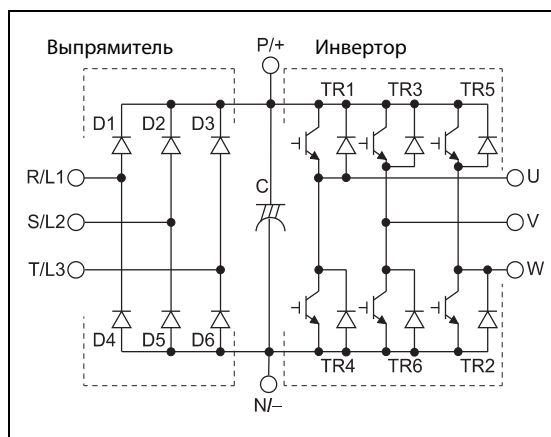 Выпрямитель
P/+
Инвертор
TR1
TR3
TR5
D1
D2
D3
R/L1
C
U
S/L2
V
T/L3
W
D4
D5
D6
TR4
TR6
TR2
N/–